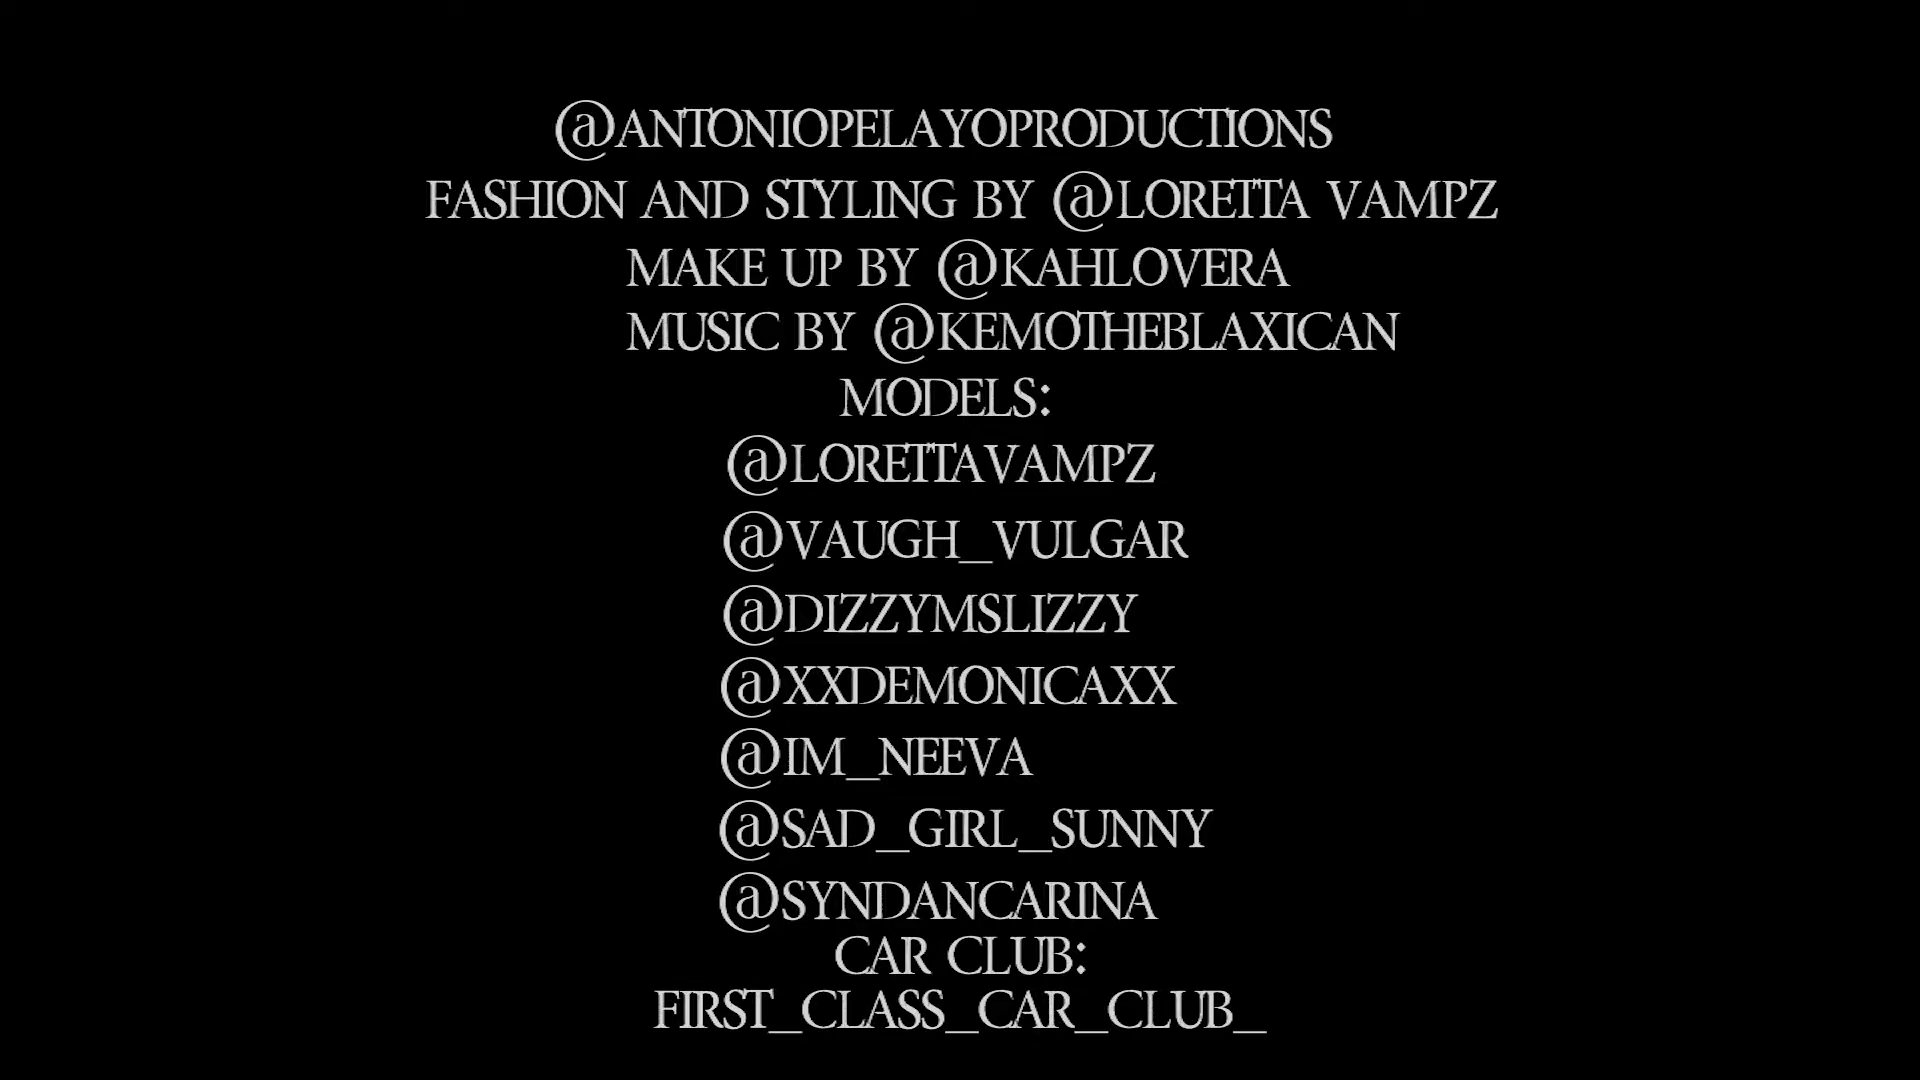 @ANTONIOPELAYOPRODUCTIONS
FASHION AND STYLING BY @LORETTA VAMPZ
MAKE UP BY @KAHLOVERA
MUSIC BY @KEMOTHEBLAXICAN
MODELS:
@LORETTAVAMPZ
@VAUGH_VULGAR
@DIZZYMSLIZZY
@XXDEMONICAXX
@IM_NEEVA
@SAD_GIRL_SUNNY
@SYNDANCARINA
CAR CLUB:
FIRST_CLASS_CAR_CLUB_